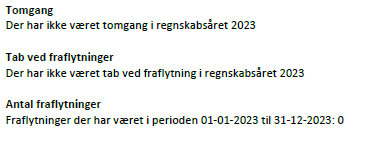 Tomgang
Der har ikke været tomgang i regnskabsåret 2023
Tab ved fraflytninger
Der har ikke været tab ved fraflytning i regnskabsåret 2023
Antal fraflytninger
Fraflytninger der har været i perioden 01-01-2023 til 31-12-2023: 0